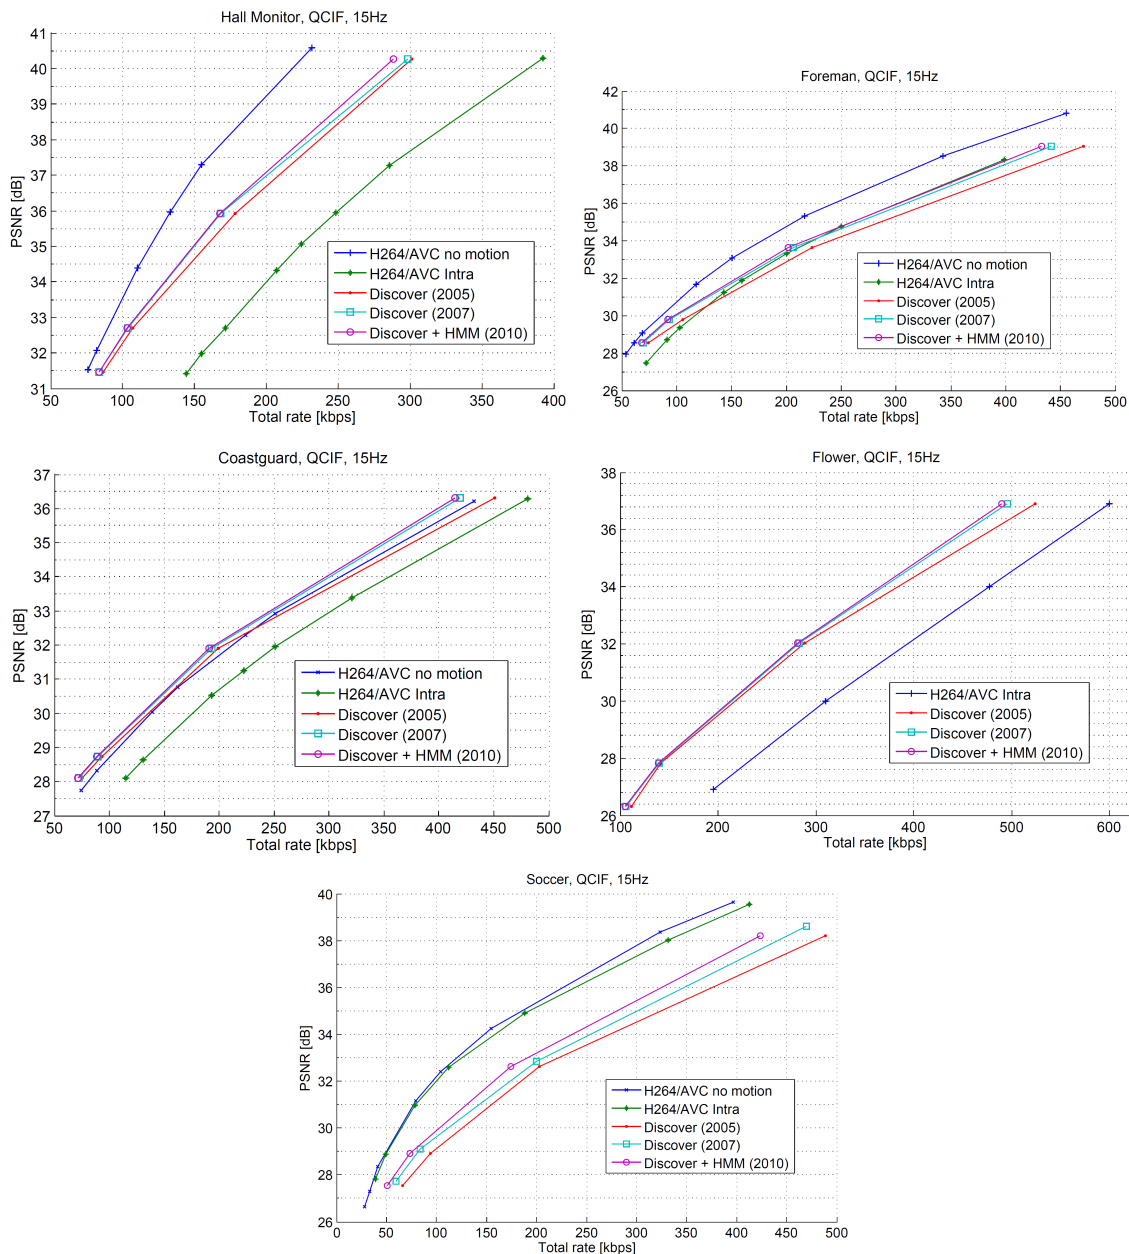 Hall Monitor, QCIF, 15Hz
41
40
39
38
37
36
35
34
33
32
31
PSNR [dB]
H264/AVC no motion
H264/AVC Intra
Discover (2005)
Discover (2007)
Discover + HMM (2010)
50 100 150 200 250 300 350 400
Total rate [kbps]
Foreman, QCIF, 15Hz
42
40
38
36
34
32
30
28
26
PSNR [dB]
H264/AVC no motion
H264/AVC Intra
Discover (2005)
Discover (2007)
Discover + HMM (2010)
50 100 150 200 250 300 350 400 450 500
Total rate [kbps]
Coastguard, QCIF, 15Hz
37
36
35
34
33
32
31
30
29
28
27
PSNR [dB]
H264/AVC no motion
H264/AVC Intra
Discover (2005)
Discover (2007)
Discover + HMM (2010)
50 100 150 200 250 300 350 400 450 500
Total rate [kbps]
Flower, QCIF, 15Hz
38
36
34
32
30
28
26
PSNR [dB]
H264/AVC Intra
Discover (2005)
Discover (2007)
Discover + HMM (2010)
100 200 300 400 500 600
Total rate [kbps]
Soccer, QCIF, 15Hz
40
38
36
34
32
30
28
26
PSNR [dB]
H264/AVC no motion
H264/AVC Intra
Discover (2005)
Discover (2007)
Discover + HMM (2010)
0 50 100 150 200 250 300 350 400 450 500
Total rate [kbps]